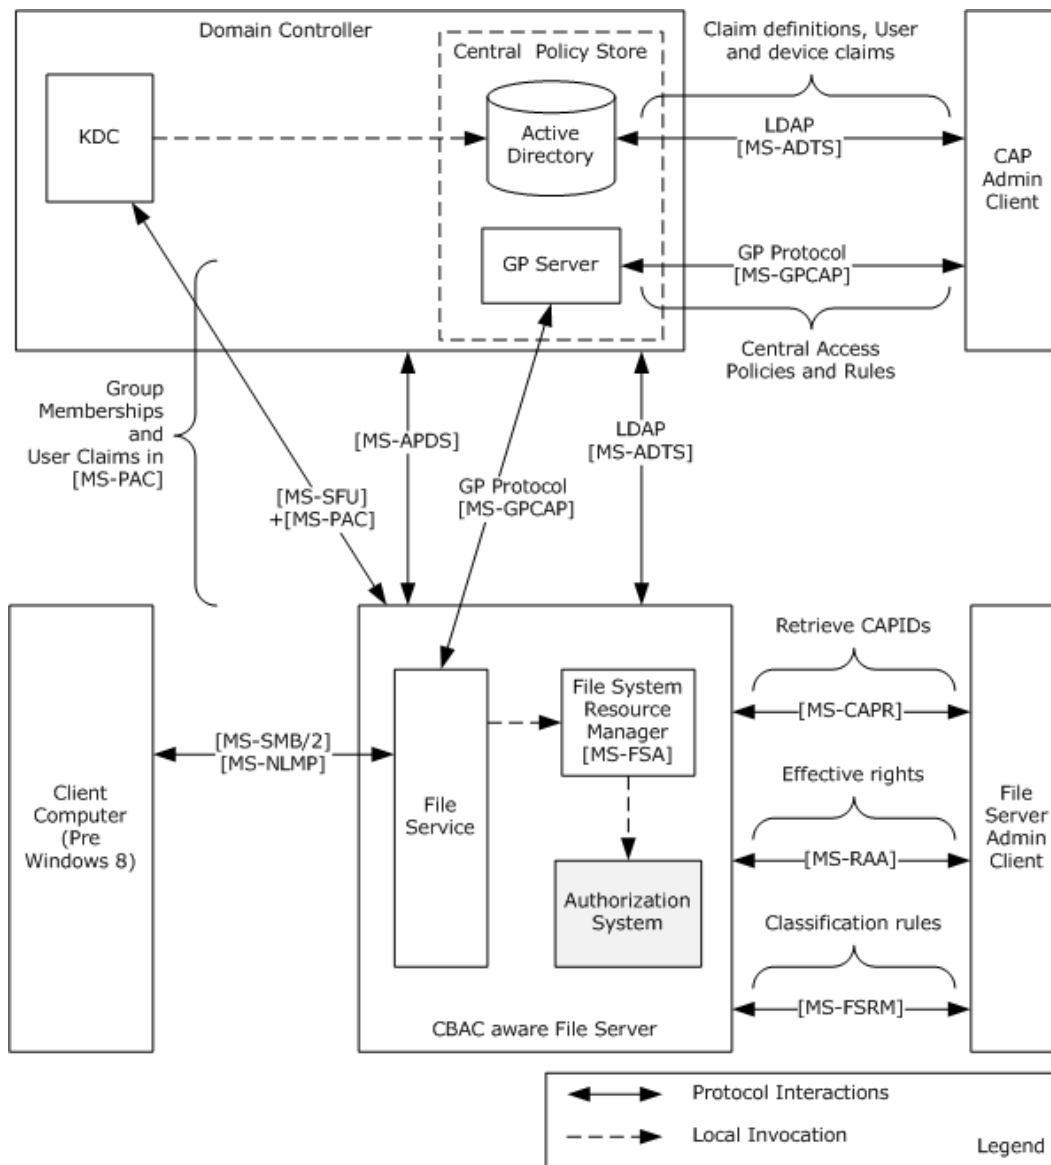 Domain Controller
Central Policy Store
KDC
Active
Directory
GP Server
Claim definitions, User
and device claims
LDAP
[MS-ADTS]
GP Protocol
[MS-GPCAP]
Central Access
Policies and Rules
CAP
Admin
Client
Group
Memberships
and
User Claims in
[MS-PAC]
[MS-SFU]
+[MS-PAC]
[MS-APDS]
GP Protocol
[MS-GPCAP]
LDAP
[MS-ADTS]
Client
Computer
(Pre
Windows 8)
[MS-SMB/2]
[MS-NLMP]
File
Service
File System
Resource
Manager
[MS-FSA]
Authorization
System
CBAC aware File Server
Retrieve CAPIDs
[MS-CAPR]
Effective rights
[MS-RAA]
Classification rules
[MS-FSRM]
File
Server
Admin
Client
Protocol Interactions
Local Invocation
Legend